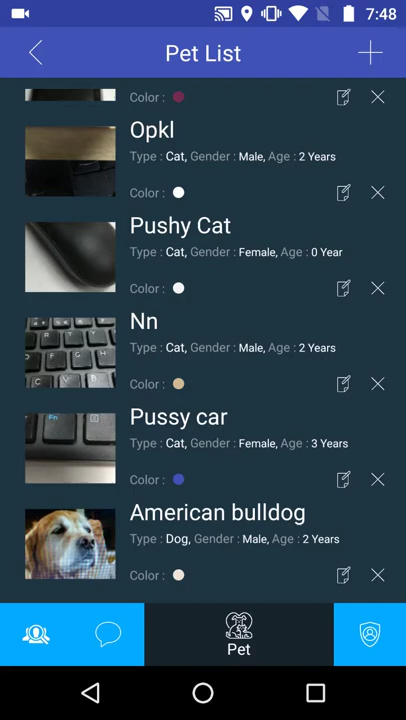 7:48
Pet List
Color :
Opkl
Type : Cat, Gender : Male, Age : 2 Years
Color :
Pushy Cat
Type : Cat, Gender : Female, Age : 0 Year
Color :
Nn
Type : Cat, Gender : Male, Age : 2 Years
Color :
Pussy car
Type : Cat, Gender : Female, Age : 3 Years
Color :
American bulldog
Type : Dog, Gender : Male, Age : 2 Years
Color :
Pet